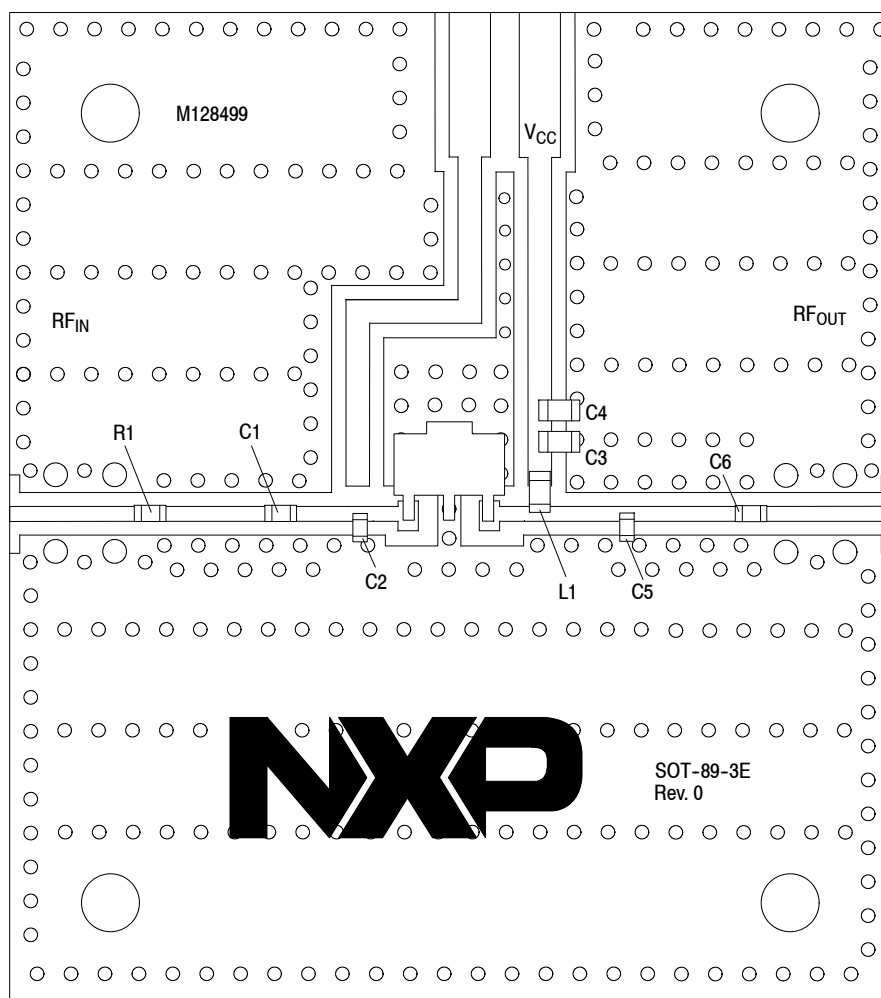 M128499
VCC
RFIN
RFOUT
C4
R1
C1
C3
C6
C2
L1
C5
NXP
SOT-89-3E
Rev. 0